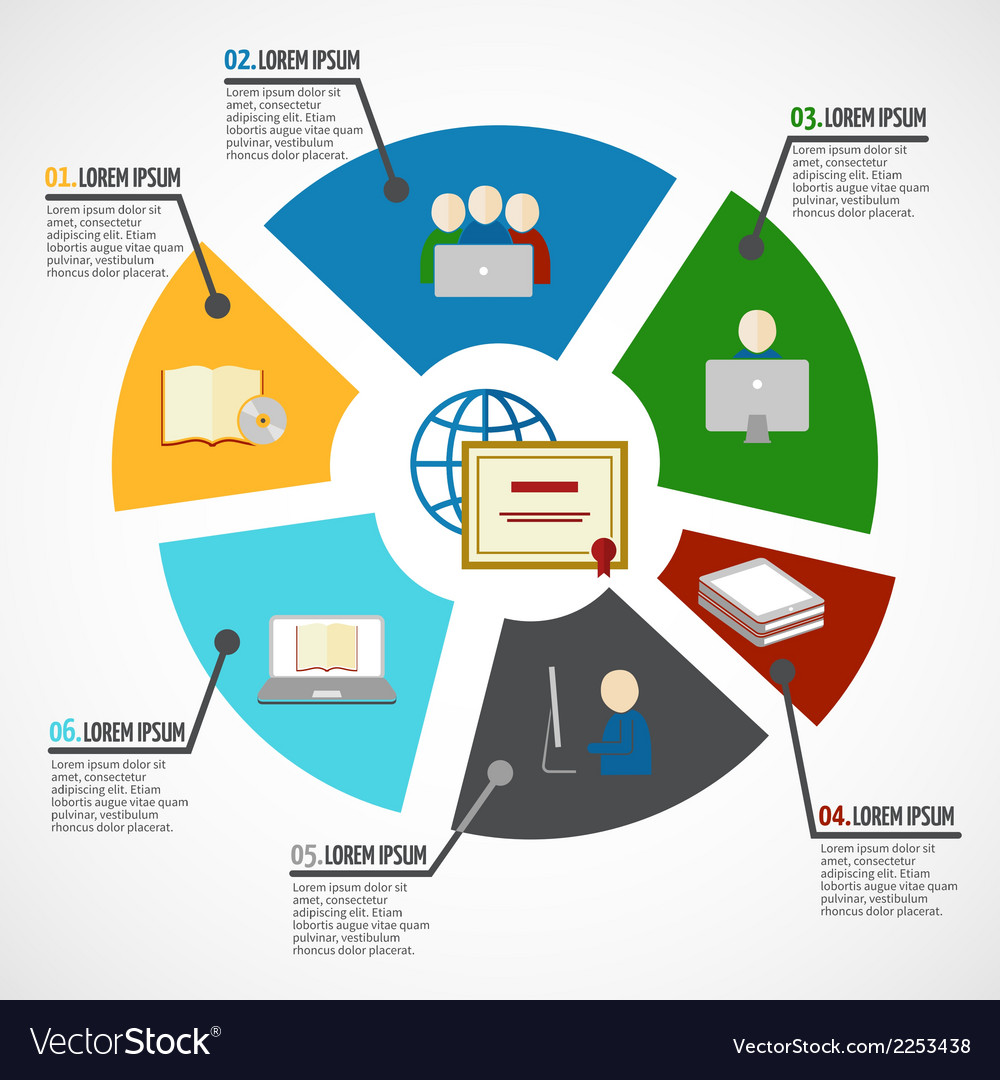 02. LOREM IPSUM
Lorem ipsum dolor sit
amet, consectetur
adipiscing elit. Etiam
lobortis augue vitae quam
pulvinar, vestibulum
rhoncus dolor placerat.
03. LOREM IPSUM
Lorem ipsum dolor sit
amet, consectetur
adipiscing elit. Etiam
lobortis augue vitae quam
pulvinar, vestibulum
rhoncus dolor placerat.
01. LOREM IPSUM
Lorem ipsum dolor sit
amet, consectetur
adipiscing elit. Etiam
lobortis augue vitae quam
pulvinar, vestibulum
rhoncus dolor placerat.
06. LOREM IPSUM
Lorem ipsum dolor sit
amet, consectetur
adipiscing elit. Etiam
lobortis augue vitae quam
pulvinar, vestibulum
rhoncus dolor placerat.
04. LOREM IPSUM
Lorem ipsum dolor sit
amet, consectetur
adipiscing elit. Etiam
lobortis augue vitae quam
pulvinar, vestibulum
rhoncus dolor placerat.
05. LOREM IPSUM
Lorem ipsum dolor sit
amet, consectetur
adipiscing elit. Etiam
lobortis augue vitae quam
pulvinar, vestibulum
rhoncus dolor placerat.
VectorStock®
VectorStock.com/2253438